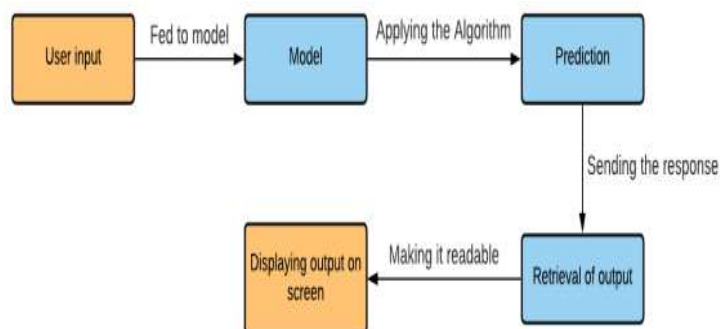 User input
Fed to model
Model
Applying the Algorithm
Prediction
Sending the response
Retrieval of output
Making it readable
Displaying output on
screen